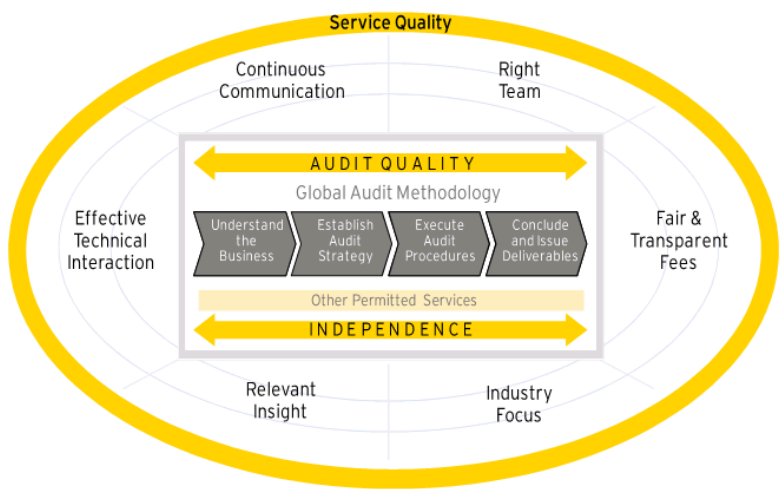 Service Quality
Continuous
Communication
Right
Team
AUDIT QUALITY
Global Audit Methodology
Understand
the
Business
Establish
Audit
Strategy
Execute
Audit
Procedures
Conclude
and Issue
Deliverables
Effective
Technical
Interaction
Fair &
Transparent
Fees
Other Permitted Services
INDEPENDENCE
Relevant
Insight
Industry
Focus